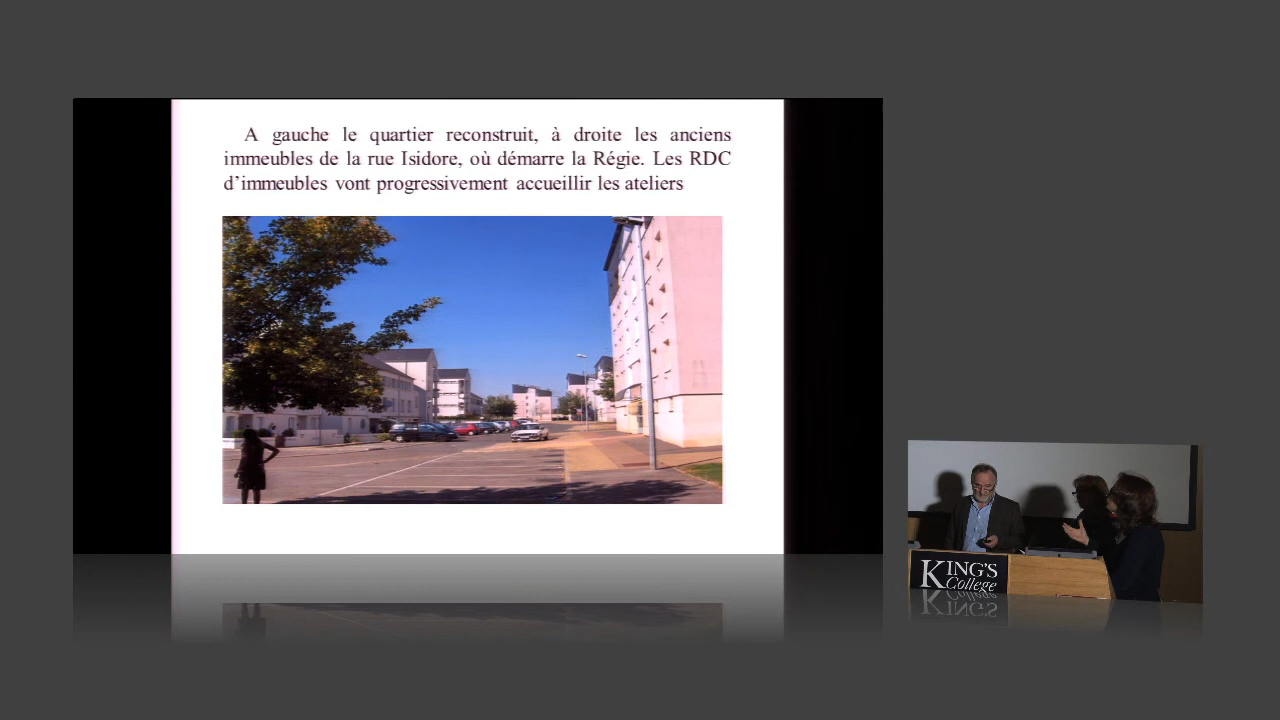 A gauche le quartier reconstruit, à droite les anciens
immeubles de la rue Isidore, où démarre la Régie. Les RDC
d’immeubles vont progressivement accueillir les ateliers
KING'S
College